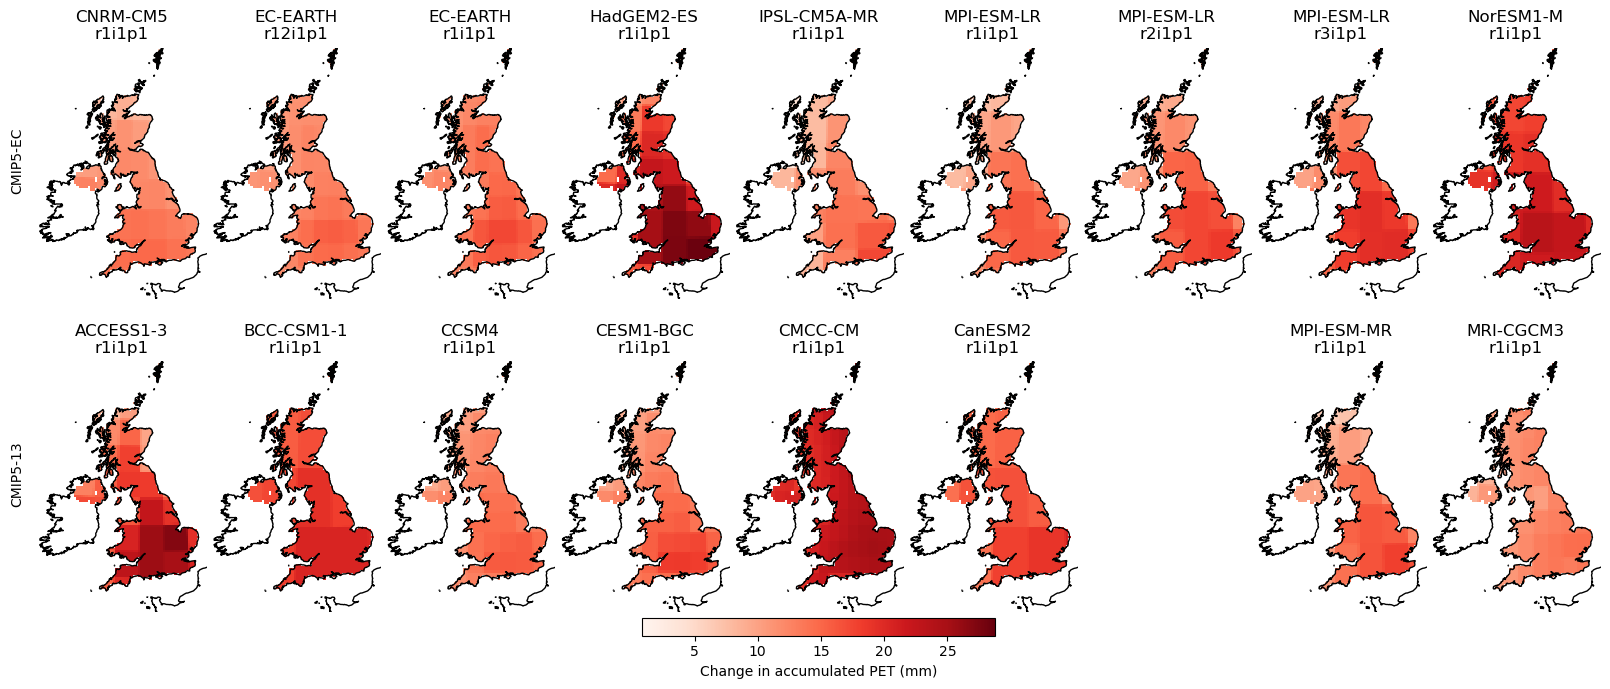 CNRM-CM5
r1i1p1
EC-EARTH
r12i1p1
EC-EARTH
r1i1p1
HadGEM2-ES
r1i1p1
IPSL-CM5A-MR
r1i1p1
MPI-ESM-LR
r1i1p1
MPI-ESM-LR
r2i1p1
MPI-ESM-LR
r3i1p1
NorESM1-M
r1i1p1
CMIP5-EC
ACCESS1-3
r1i1p1
BCC-CSM1-1
r1i1p1
CCSM4
r1i1p1
CESM1-BGC
r1i1p1
CMCC-CM
r1i1p1
CanESM2
r1i1p1
MPI-ESM-MR
r1i1p1
MRI-CGCM3
r1i1p1
CMIP5-13
5 10 15 20 25
Change in accumulated PET (mm)